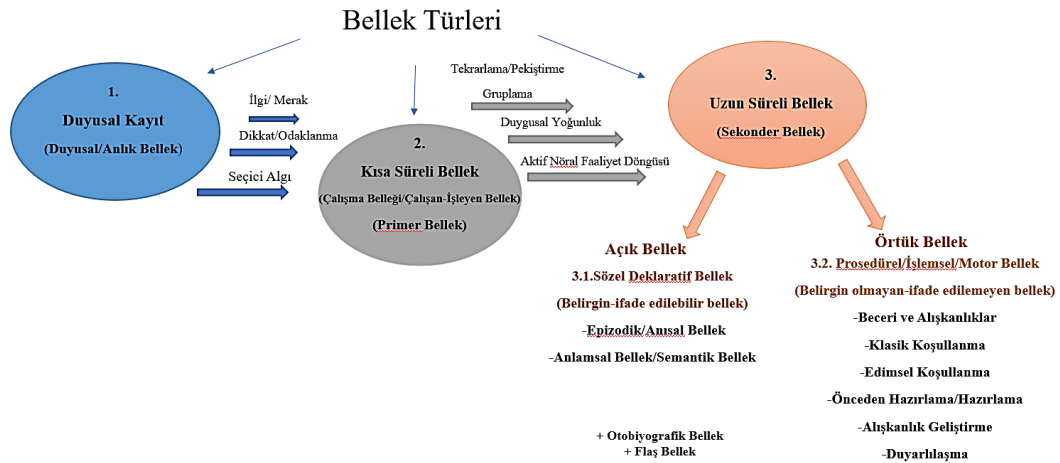 Bellek Türleri
1.
Duyusal Kayıt
(Duyusal/Anlık Bellek)
İlgi/ Merak
Dikkat/Odaklanma
Seçici Algı
2.
Kısa Süreli Bellek
(Çalışma Belleği/Çalışan-İşleyen Bellek)
(Primer Bellek)
Tekrarlama/Pekiştirme
Gruplama
Duygusal Yoğunluk
Aktif Nöral Faaliyet Döngüsü
3.
Uzun Süreli Bellek
(Sekonder Bellek)
Açık Bellek
3.1.Sözel Deklaratif Bellek
(Belirgin-ifade edilebilir bellek)
-Epizodik/Anısal Bellek
-Anlamsal Bellek/Semantik Bellek
+ Otobiyografik Bellek
+ Flaş Bellek
Örtük Bellek
3.2. Prosedürel/İşlemsel/Motor Bellek
(Belirgin olmayan-ifade edilemeyen bellek)
-Beceri ve Alışkanlıklar
-Klasik Koşullanma
-Edimsel Koşullanma
-Önceden Hazırlama/Hazırlama
-Alışkanlık Geliştirme
-Duyarlılaşma